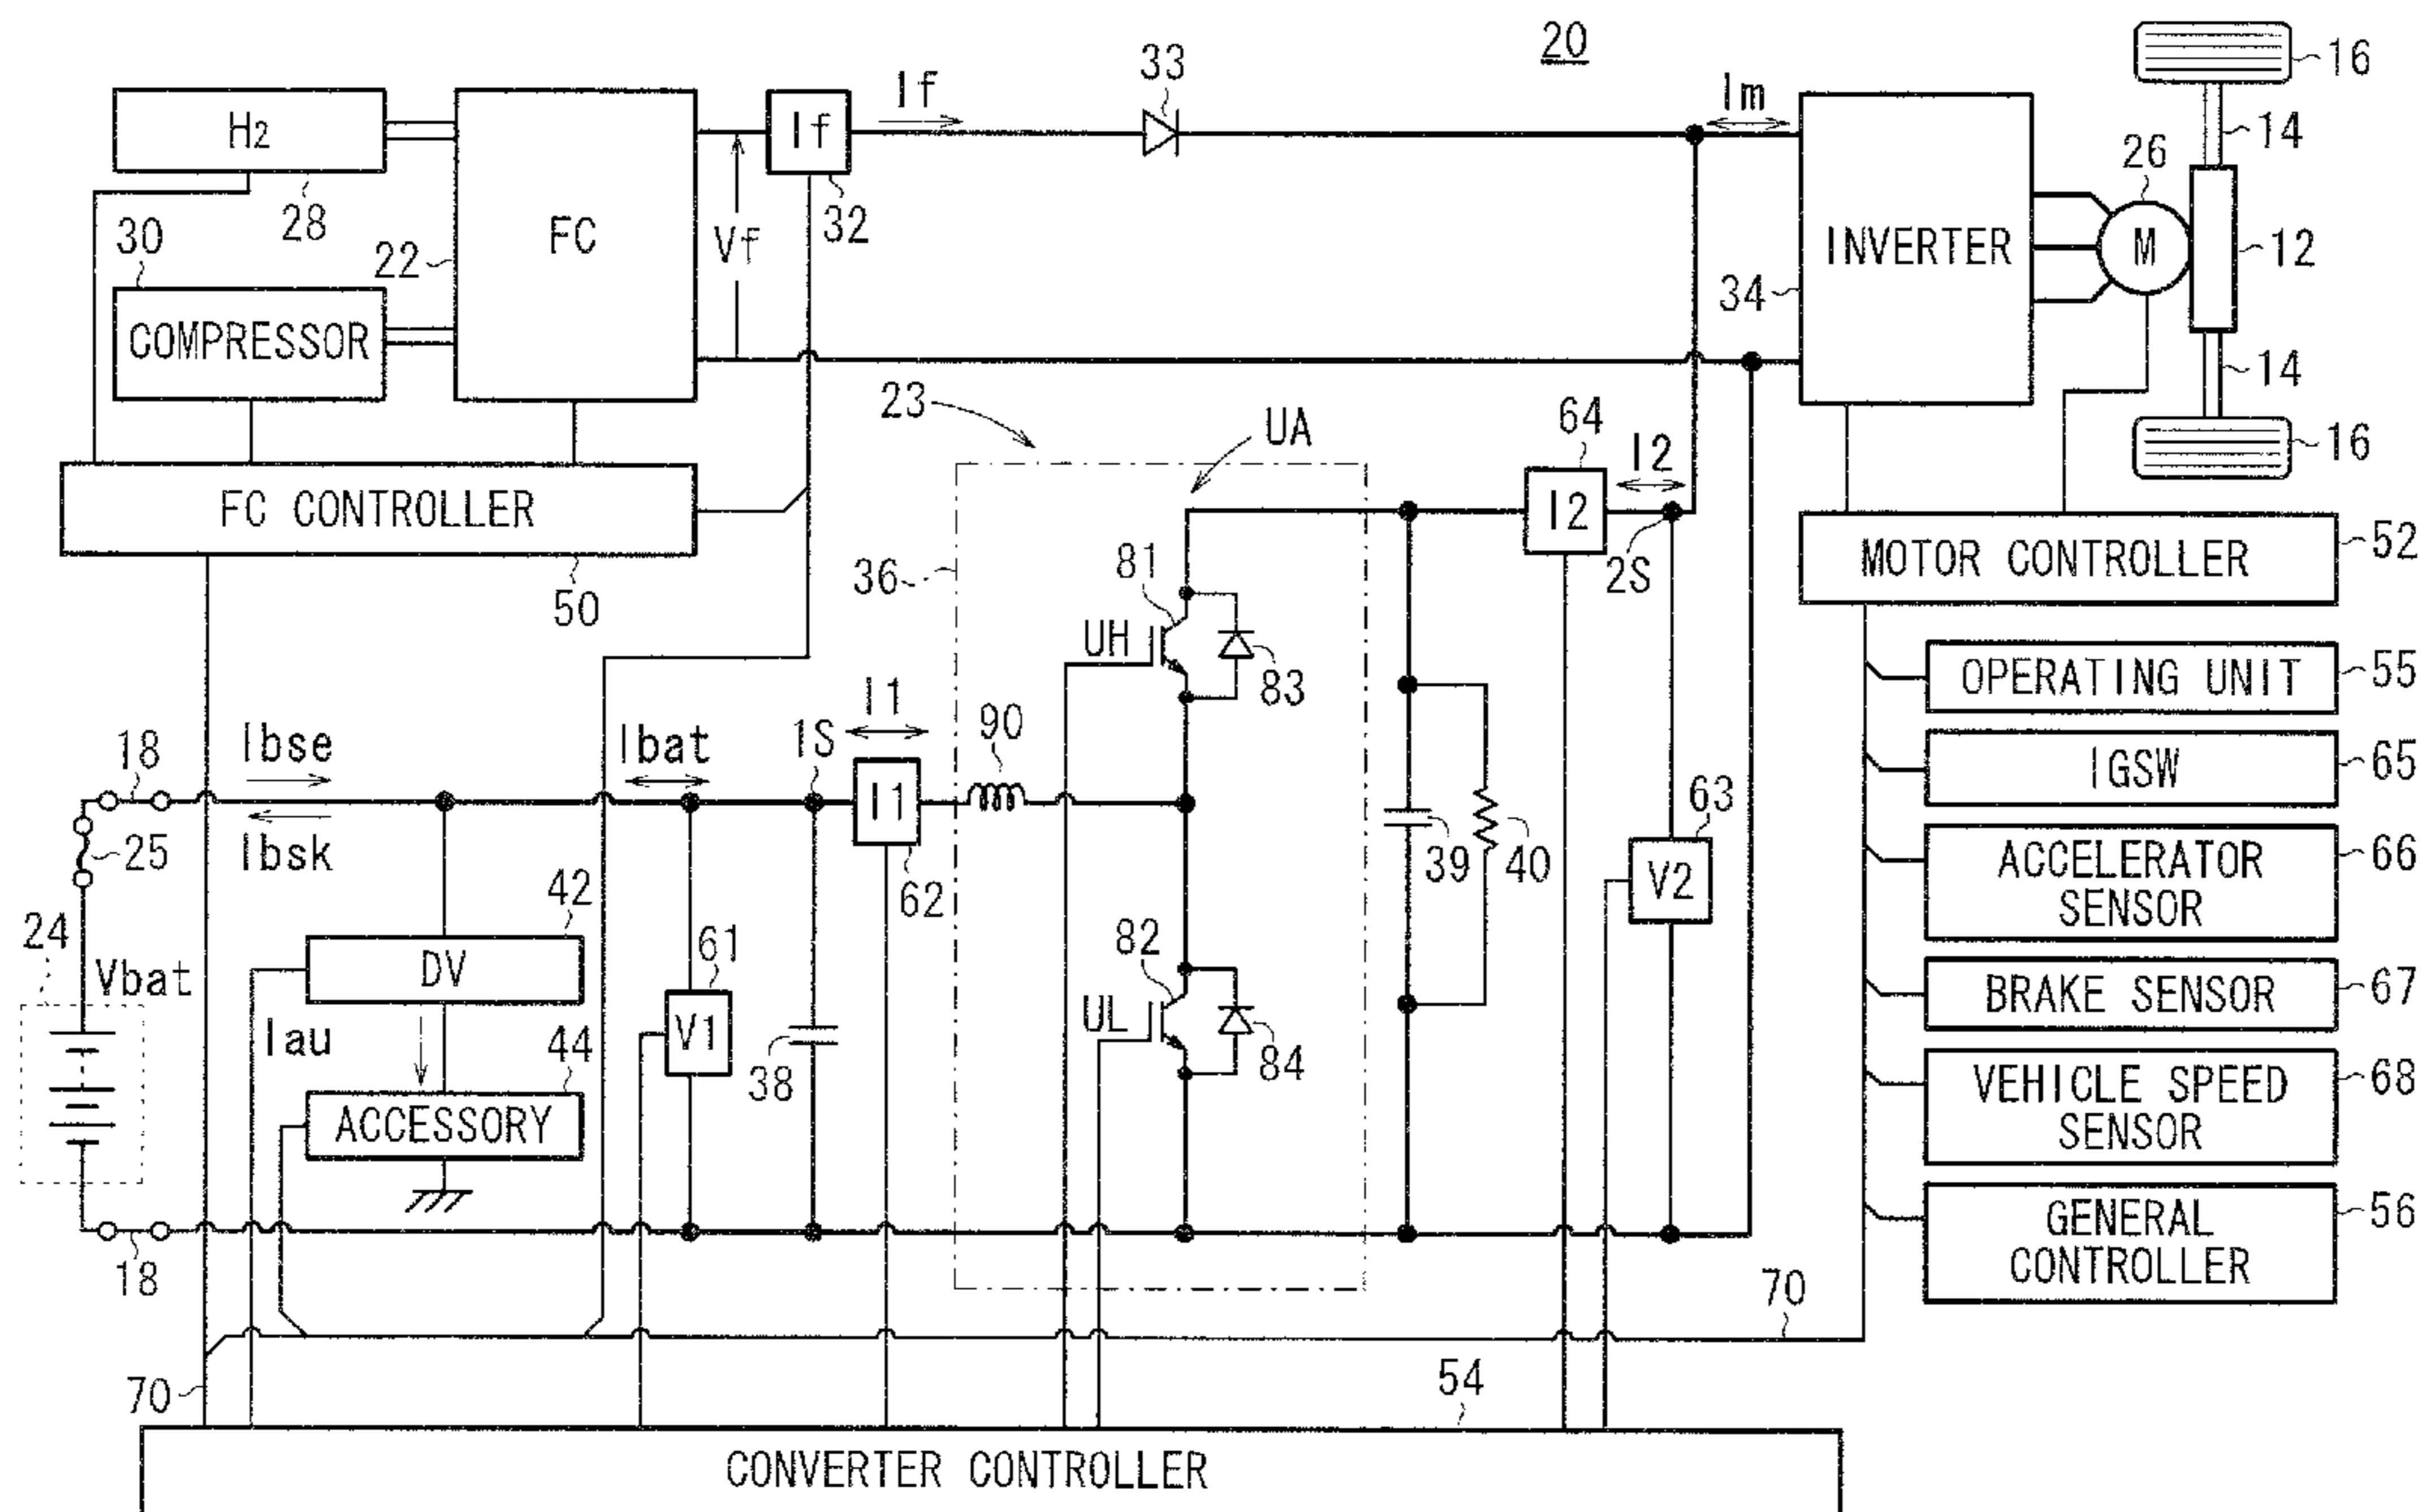 20
33
16
If
Im
H2
If
14
26
28
32
FC
30
22
Vf
INVERTER
M
12
34
COMPRESSOR
14
23
UA
64
16
I2
FC CONTROLLER
I2
2S
MOTOR CONTROLLER
52
36
81
50
UH
83
OPERATING UNIT
55
I1
90
18
Ibse
Ibat
1S
I1
IGSW
65
63
25
Ibsk
62
39
40
V2
ACCELERATOR
SENSOR
66
42
24
61
82
DV
Vbat
BRAKE SENSOR
67
UL
V1
Iau
44
38
84
VEHICLE SPEED
SENSOR
68
ACCESSORY
GENERAL
CONTROLLER
56
18
70
70
54
CONVERTER CONTROLLER